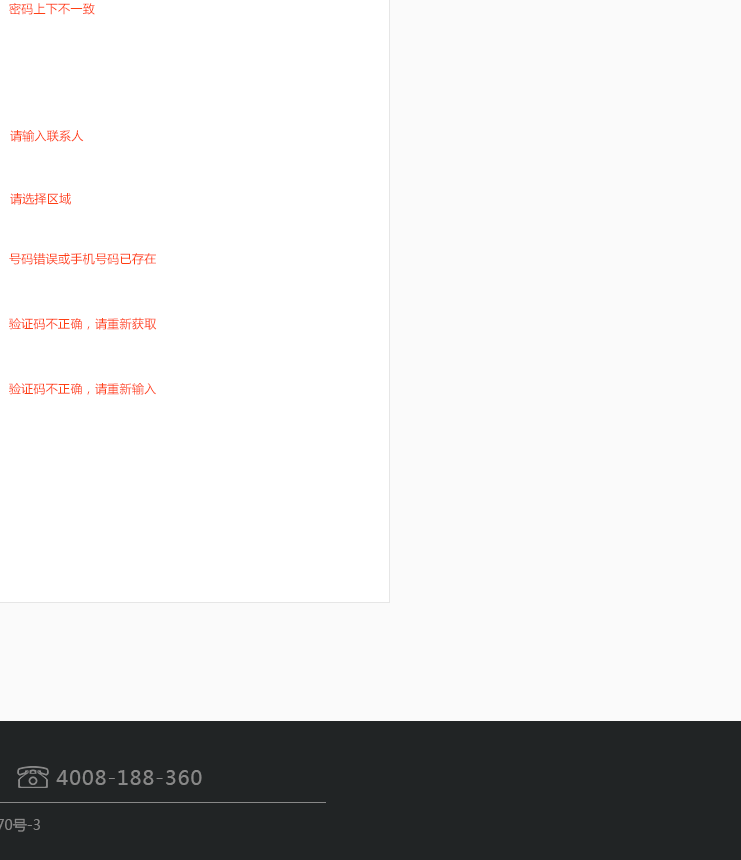 密码上下不一致
请输入联系人
请选择区域
号码错误或手机号码已存在
验证码不正确，请重新获取
验证码不正确，请重新输入
4008-188-360
70号-3